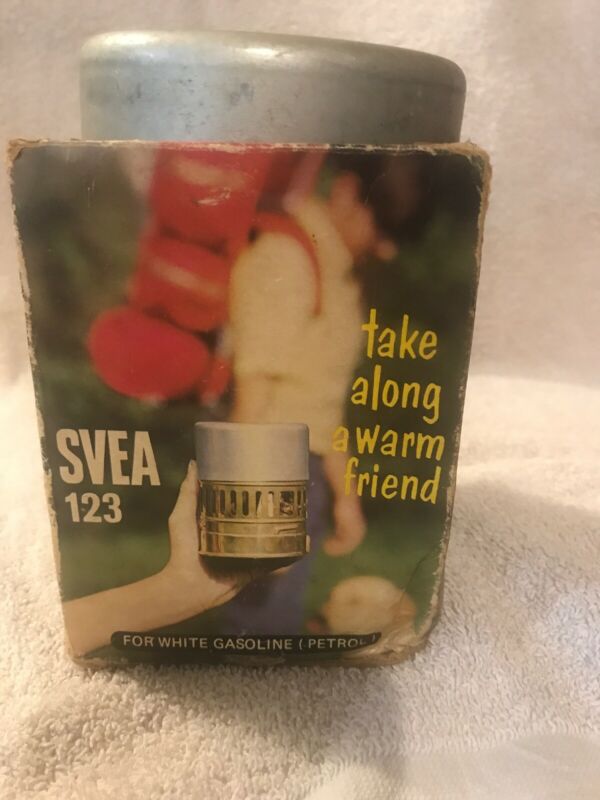 take
along
a warm
friend
SVEA
123
FOR WHITE GASOLINE ( PETROL )